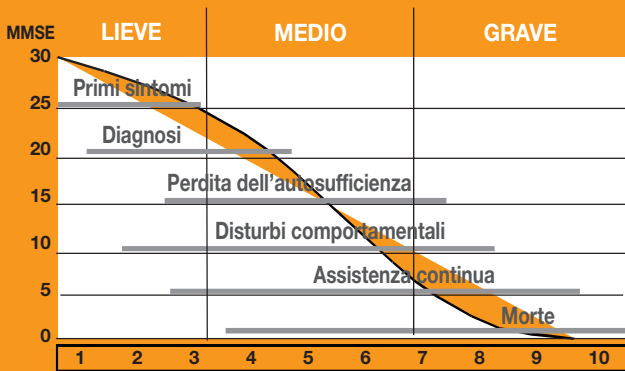 MMSE LIEVE MEDIO GRAVE
30
Primi sintomi
25
Diagnosi
20
Perdita dell'autosufficienza
15
Disturbi comportamentali
10
Assistenza continua
5
Morte
0
1 2 3 4 5 6 7 8 9 10